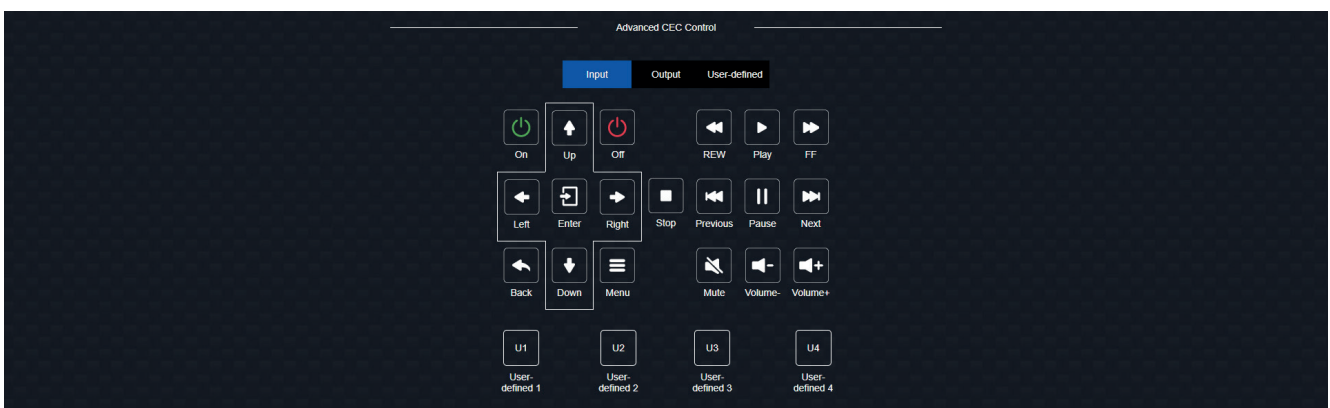 Advanced CEC Control
Input Output User-defined
On Up Off REW Play FF
Left Enter Right Stop Previous Pause Next
Back Down Menu Mute Volume- Volume+
U1 U2 U3 U4
User- User- User- User-
defined 1 defined 2 defined 3 defined 4